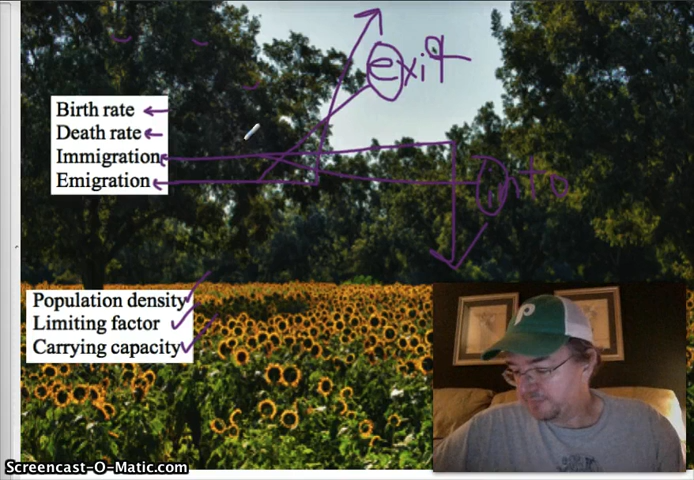 exit
Birth rate
Death rate
Immigration
Emigration
into
Population density
Limiting factor
Carrying capacity
P
Screencast-O-Matic.com